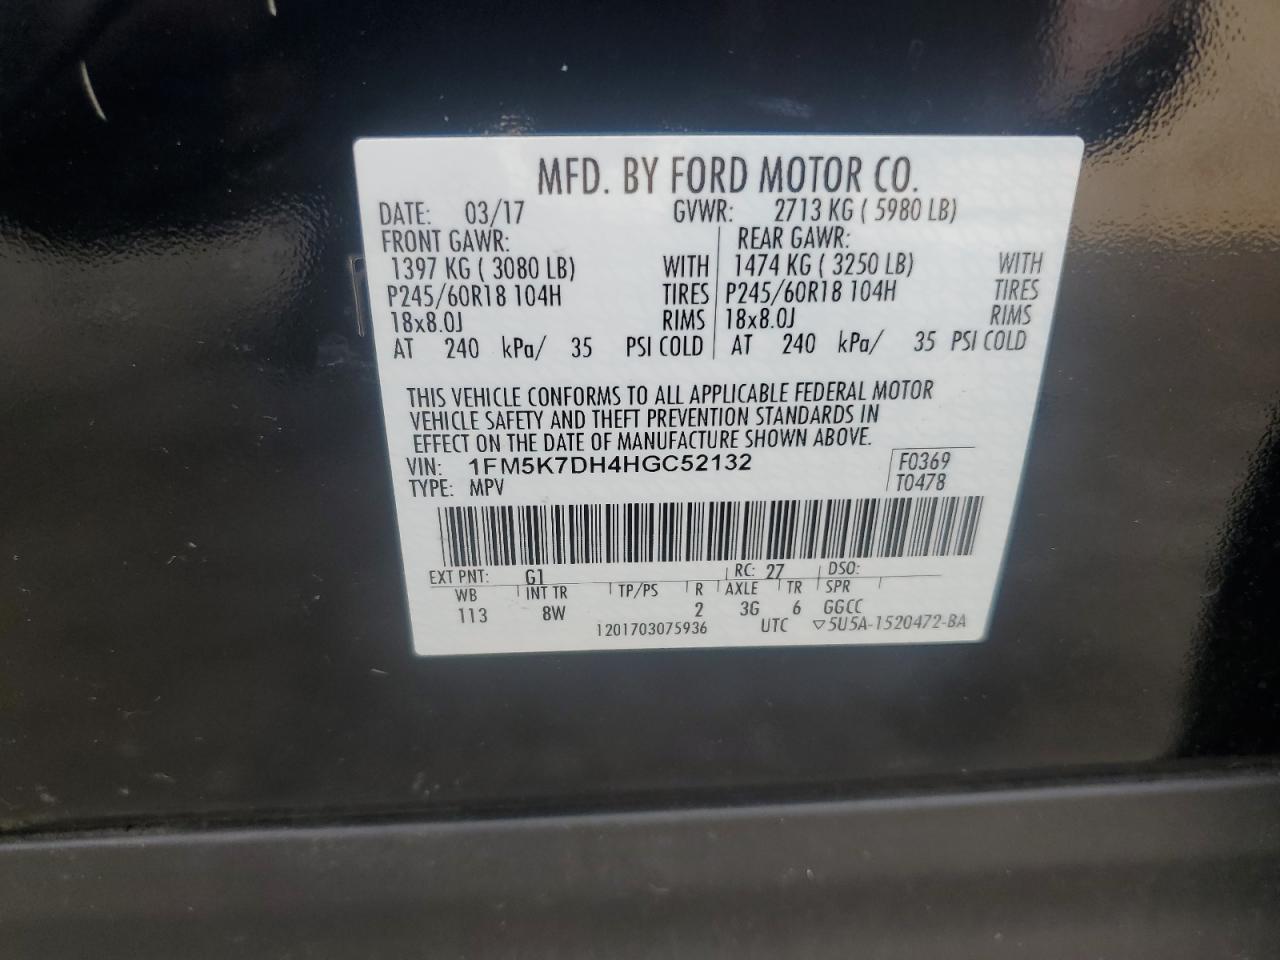 MFD. BY FORD MOTOR CO.
DATE: 03/17 GVWR: 2713 KG ( 5980 LB)
FRONT GAWR: REAR GAWR:
1397 KG ( 3080 LB) WITH 1474 KG ( 3250 LB) WITH
P245/60R18 104H TIRES P245/60R18 104H TIRES
18x8.0J RIMS 18x8.0J RIMS
AT 240 kPa/ 35 PSI COLD AT 240 kPa/ 35 PSI COLD
THIS VEHICLE CONFORMS TO ALL APPLICABLE FEDERAL MOTOR
VEHICLE SAFETY AND THEFT PREVENTION STANDARDS IN
EFFECT ON THE DATE OF MANUFACTURE SHOWN ABOVE.
VIN: 1FM5K7DH4HGC52132 F0369
TYPE: MPV T0478
EXT PNT: G1 RC: 27 DSO:
WB INT TR TP/PS R AXLE TR SPR
113 8W 2 3G 6 GGCC
1201703075936 UTC ▽5U5A-1520472-BA